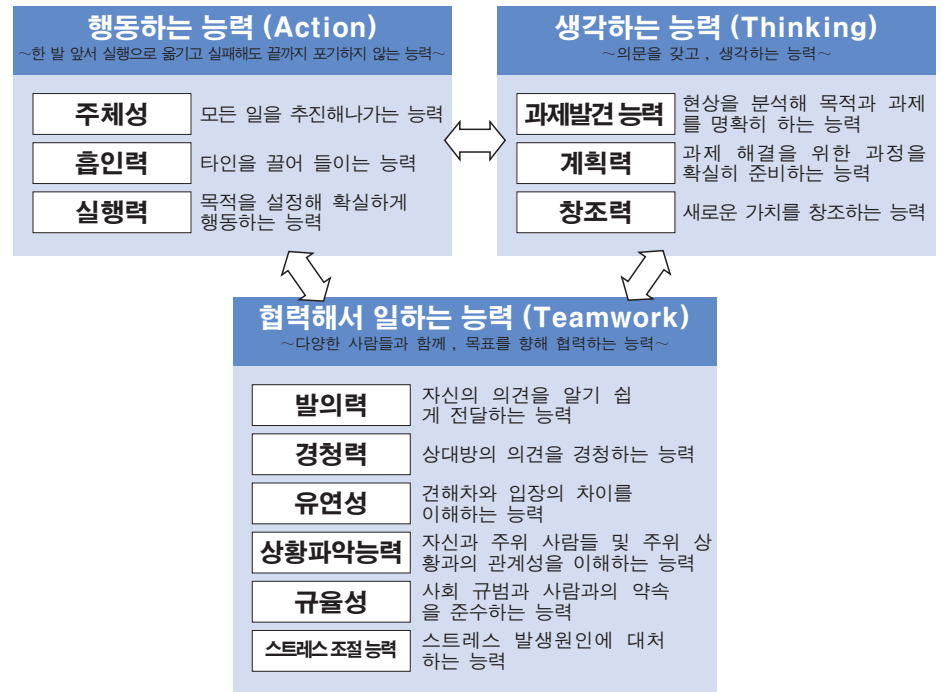 행동하는 능력 (Action)
~한 발 앞서 실행으로 옮기고 실패해도 끝까지 포기하지 않는 능력~
주체성
모든 일을 추진해나가는 능력
흡인력
타인을 끌어 들이는 능력
실행력
목적을 설정해 확실하게
행동하는 능력
생각하는 능력 (Thinking)
~의문을 갖고, 생각하는 능력~
과제발견 능력
현상을 분석해 목적과 과제
를 명확히 하는 능력
계획력
과제 해결을 위한 과정을
확실히 준비하는 능력
창조력
새로운 가치를 창조하는 능력
협력해서 일하는 능력 (Teamwork)
~다양한 사람들과 함께, 목표를 향해 협력하는 능력~
발의력
자신의 의견을 알기 쉽
게 전달하는 능력
경청력
상대방의 의견을 경청하는 능력
유연성
견해차와 입장의 차이를
이해하는 능력
상황파악능력
자신과 주위 사람들 및 주위 상
황과의 관계성을 이해하는 능력
규율성
사회 규범과 사람과의 약속
을 준수하는 능력
스트레스 조절 능력
스트레스 발생원인에 대처
하는 능력